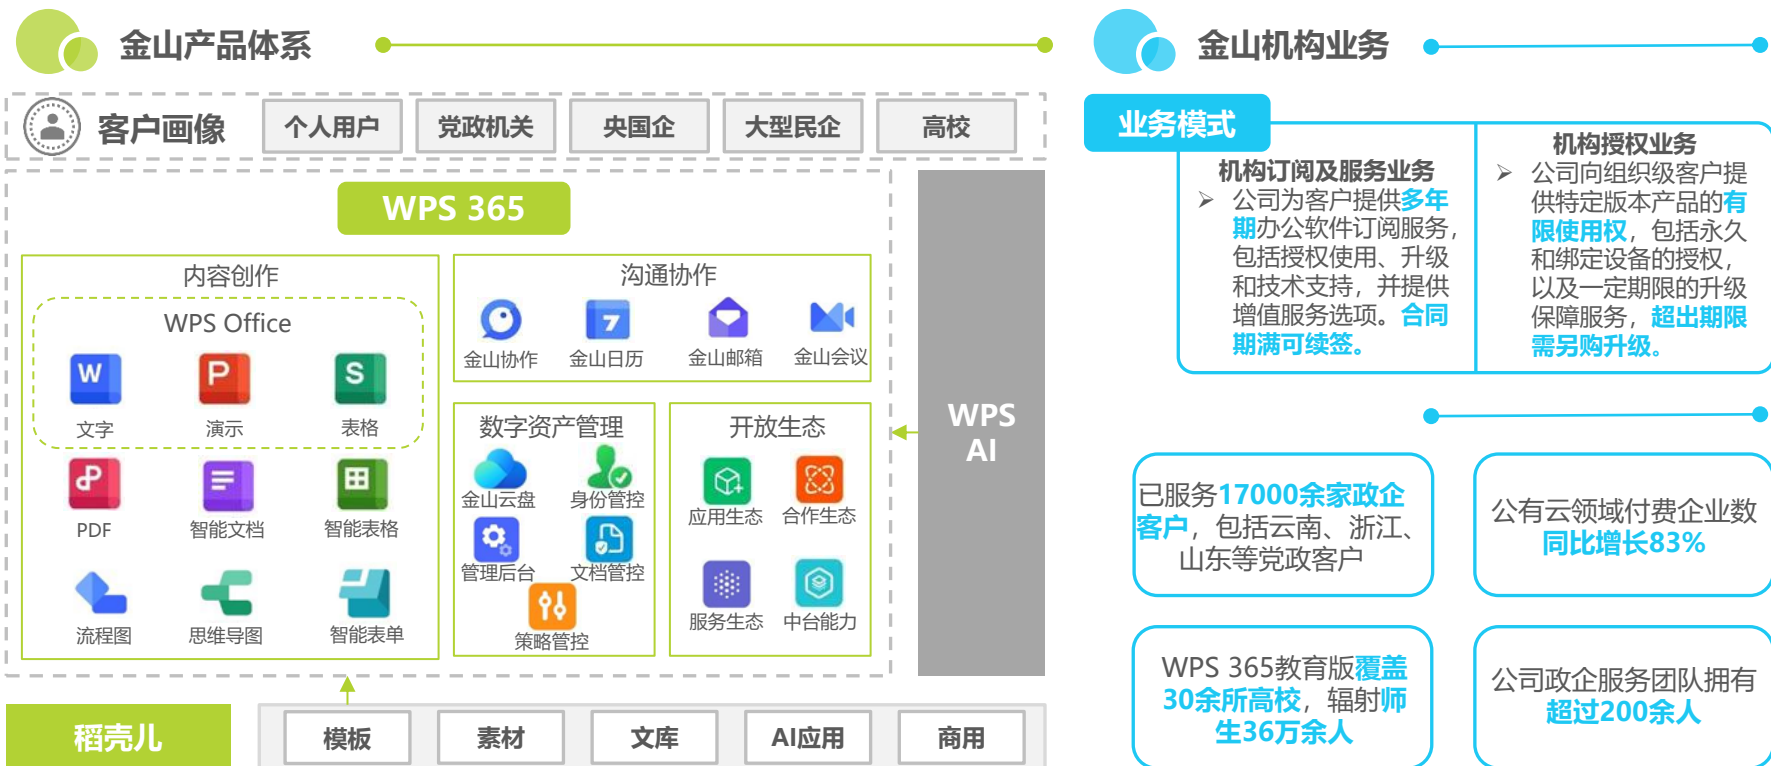 金山产品体系
客户画像
个人用户
党政机关
央国企
大型民企
高校
WPS 365
内容创作
WPS Office
W
P
S
文字
演示
表格
PDF
智能文档
智能表格
流程图
思维导图
智能表单
沟通协作
7
金山协作
金山日历
金山邮箱
金山会议
数字资产管理
金山云盘
身份管控
管理后台
文档管控
策略管控
开放生态
应用生态
合作生态
服务生态
中台能力
WPS
AI
稻壳儿
模板
素材
文库
AI应用
商用
金山机构业务
业务模式
机构订阅及服务业务
➢ 公司为客户提供多年
期办公软件订阅服务，
包括授权使用、升级
和技术支持，并提供
增值服务选项。合同
期满可续签。
机构授权业务
➢ 公司向组织级客户提
供特定版本产品的有
限使用权，包括永久
和绑定设备的授权，
以及一定期限的升级
保障服务，超出期限
需另购升级。
已服务17000余家政企
客户，包括云南、浙江、
山东等党政客户
公有云领域付费企业数
同比增长83%
WPS 365教育版覆盖
30余所高校，辐射师
生36万余人
公司政企服务团队拥有
超过200余人